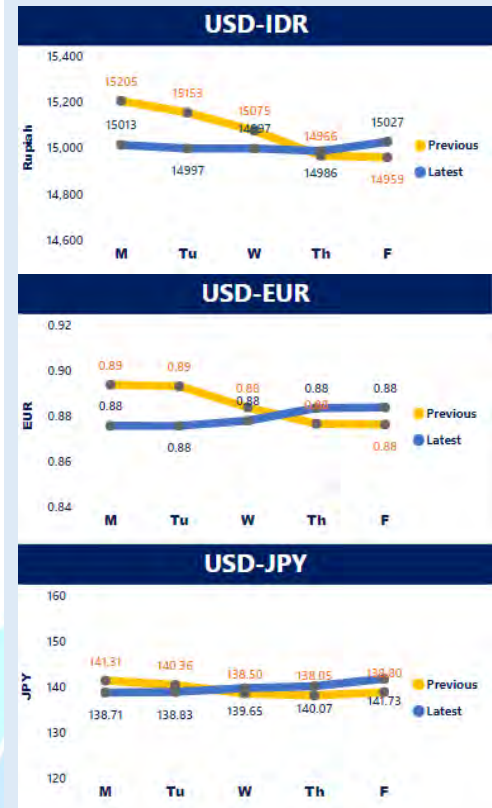 USD-IDR
15,400
15,200
15,000
14,800
14,600
Rupiah
15205
15153
15075
14966
14959
15013
14997
14997
14986
15027
Previous
Latest
M Tu W Th F
USD-EUR
0.92
0.90
0.88
0.86
0.84
EUR
0.89
0.89
0.88
0.88
0.88
0.88
0.88
0.88
0.88
0.88
Previous
Latest
M Tu W Th F
USD-JPY
160
150
140
130
120
JPY
141.31
140.36
138.50
138.05
138.71
138.83
139.65
140.07
141.73
Previous
Latest
M Tu W Th F